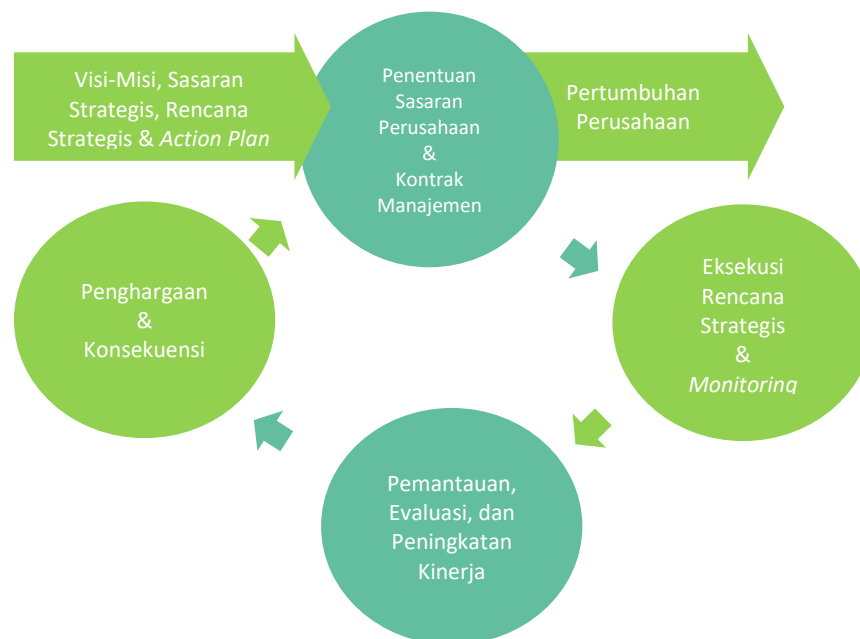 Visi-Misi, Sasaran
Strategis, Rencana
Strategis & Action Plan
Penentuan
Sasaran
Perusahaan
&
Kontrak
Manajemen
Pertumbuhan
Perusahaan
Penghargaan
&
Konsekuensi
Eksekusi
Rencana
Strategis
&
Monitoring
Pemantauan,
Evaluasi, dan
Peningkatan
Kinerja